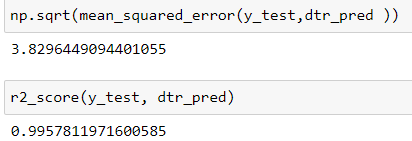 np.sqrt(mean_squared_error(y_test,dtr_pred ))
3.8296449094401055
r2_score(y_test, dtr_pred)
0.9957811971600585